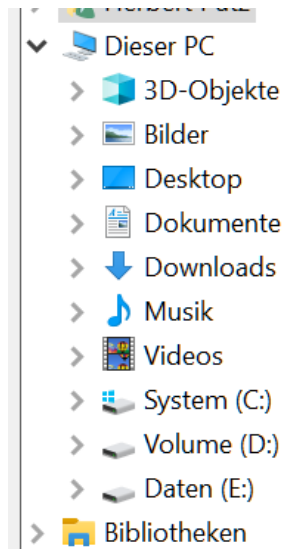 Dieser PC
3D-Objekte
Bilder
Desktop
Dokumente
Downloads
Musik
Videos
System (C:)
Volume (D:)
Daten (E:)
Bibliotheken